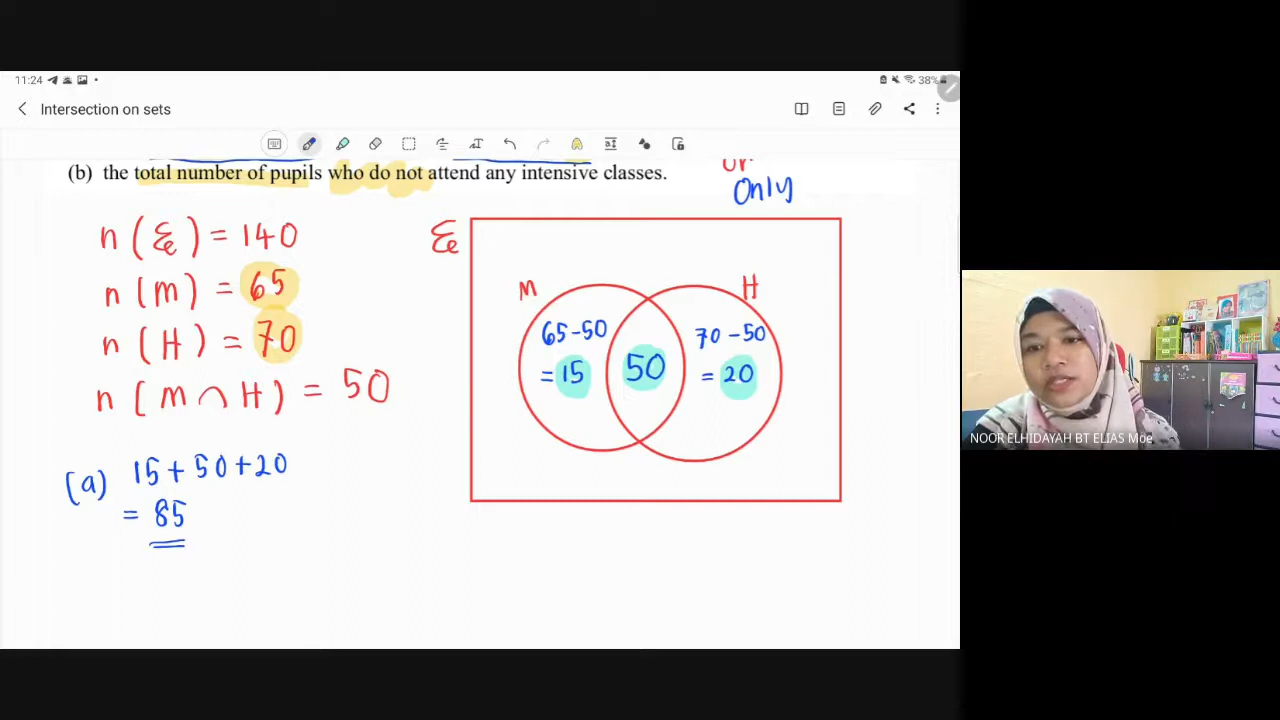 11:24 38%
Intersection on sets
(b) the total number of pupils who do not attend any intensive classes.
or
Only
n (ξ) = 140
n (M) = 65
n (H) = 70
n (M ∩ H) = 50
(a) 15 + 50 + 20
= 85
ξ
M H
65 - 50
= 15
50
70 - 50
= 20
NOOR ELHIDAYAH BT ELIAS Moe